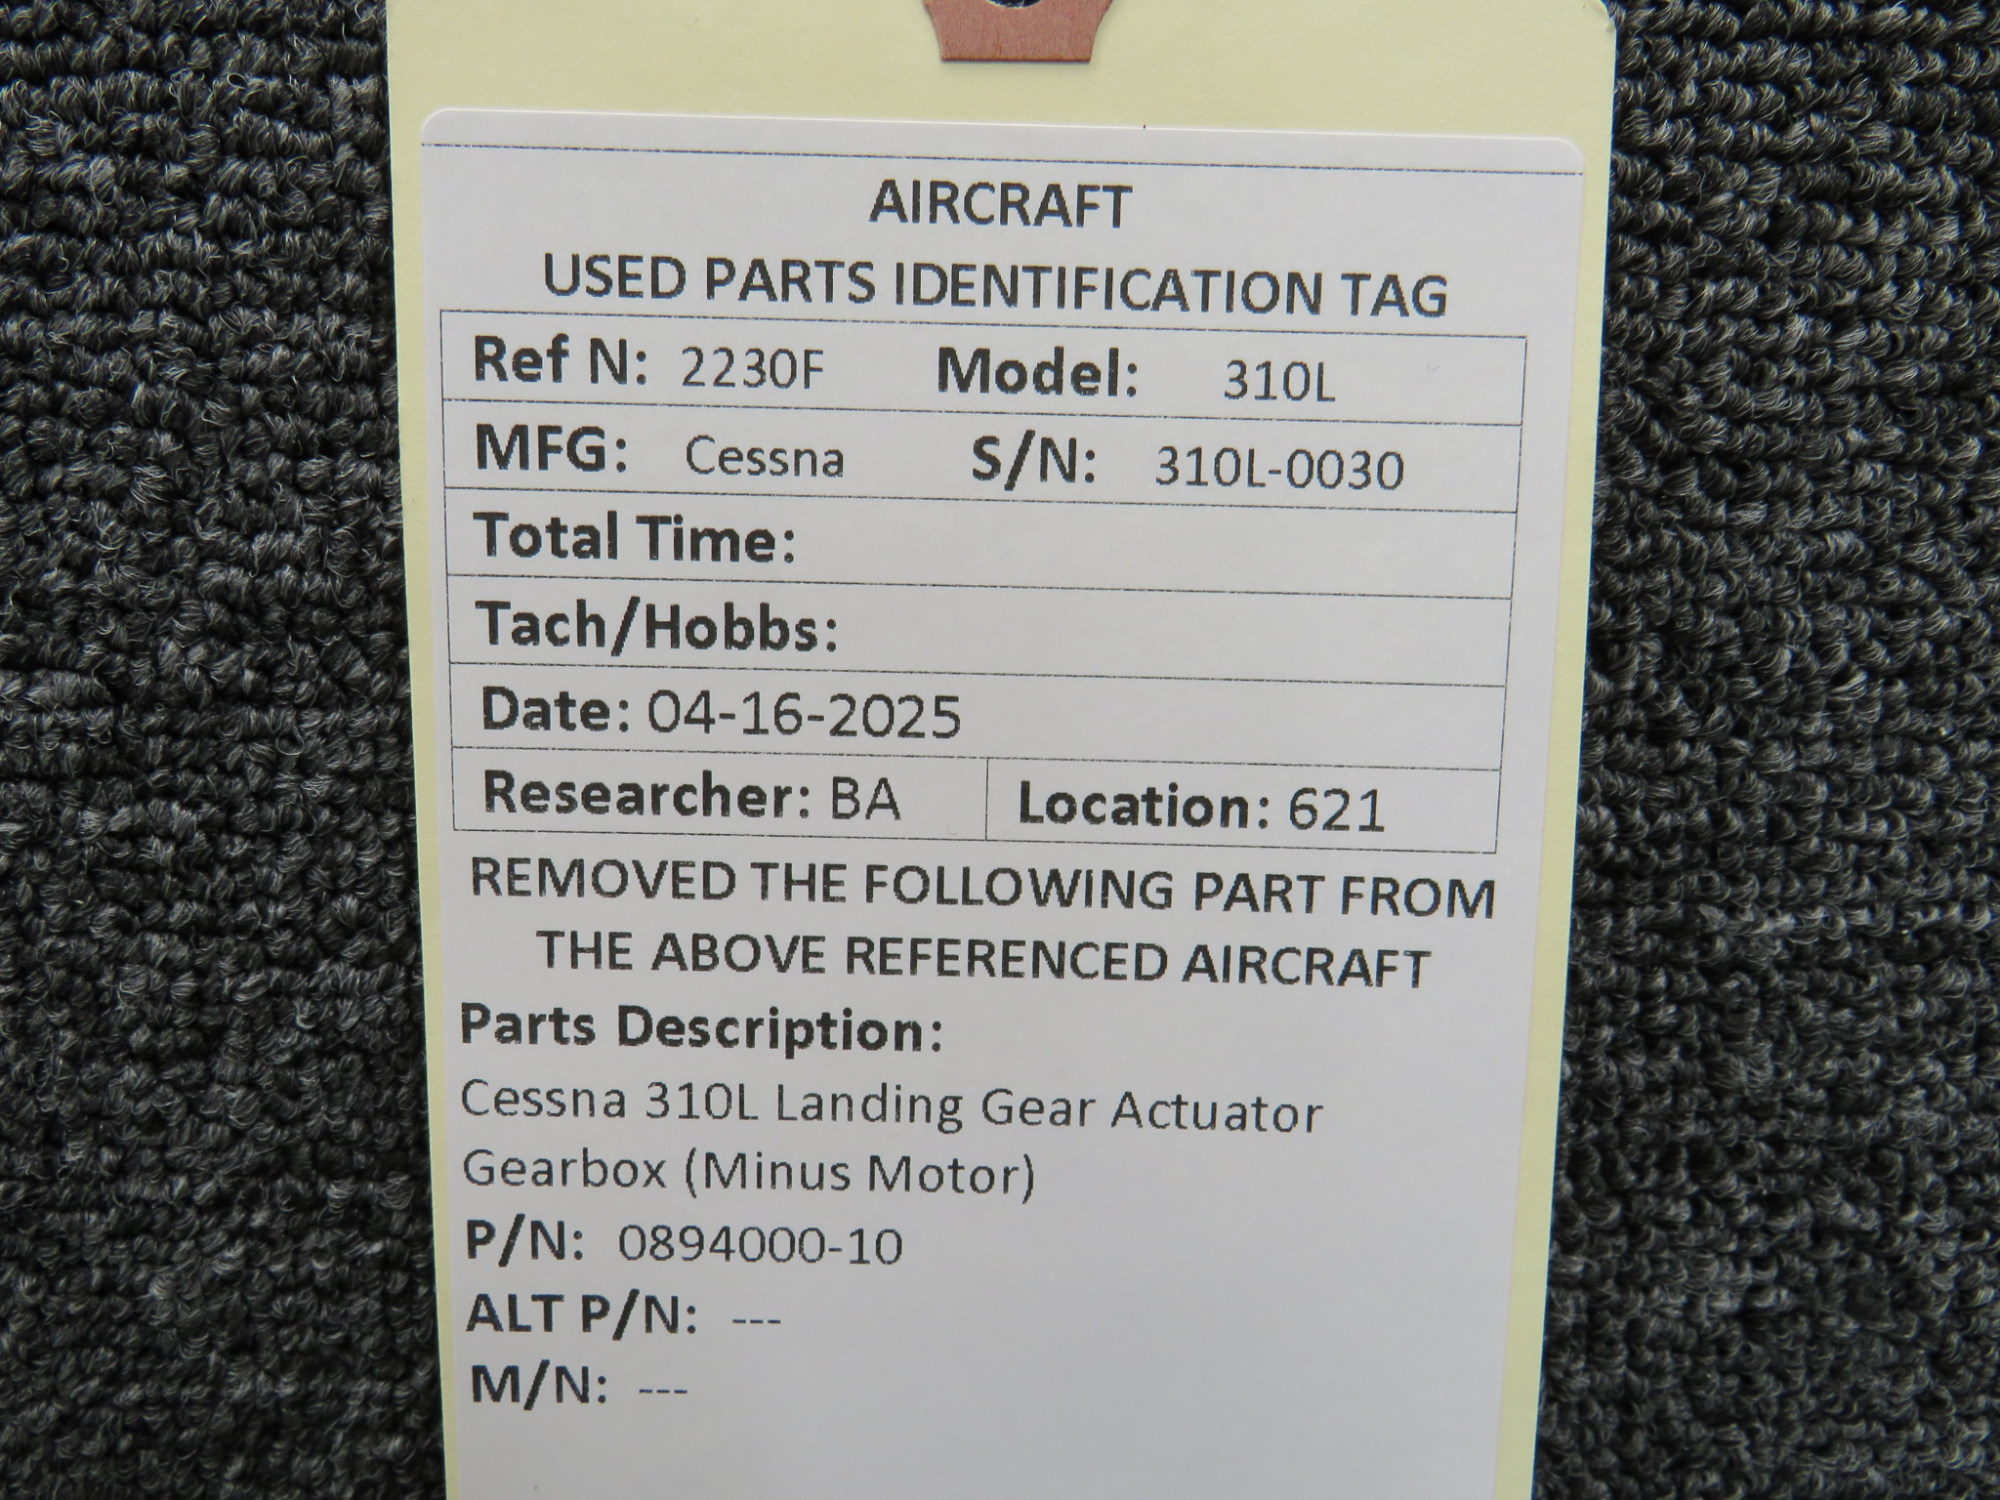 AIRCRAFT
USED PARTS IDENTIFICATION TAG
Ref N: 2230F Model: 310L
MFG: Cessna S/N: 310L-0030
Total Time:
Tach/Hobbs:
Date: 04-16-2025
Researcher: BA Location: 621
REMOVED THE FOLLOWING PART FROM
THE ABOVE REFERENCED AIRCRAFT
Parts Description:
Cessna 310L Landing Gear Actuator
Gearbox (Minus Motor)
P/N: 0894000-10
ALT P/N: ---
M/N: ---